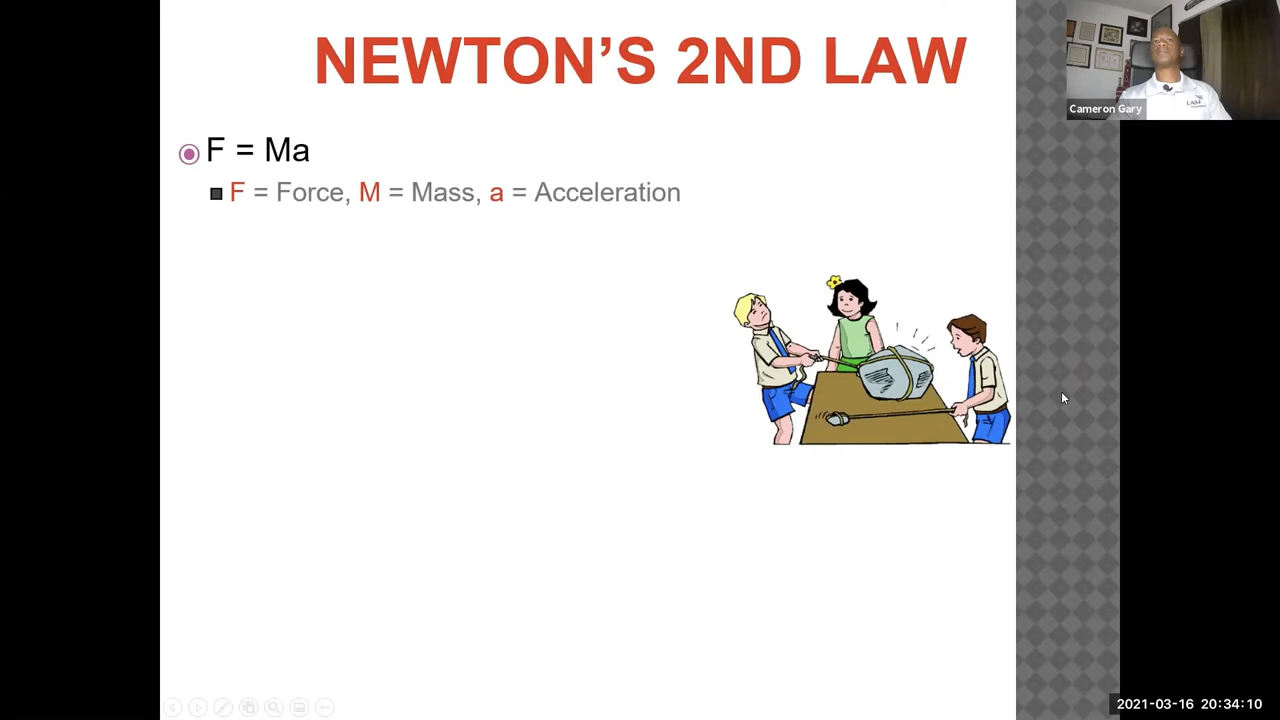 NEWTON’S 2ND LAW
F = Ma
F = Force, M = Mass, a = Acceleration
Cameron Gary
2021-03-16 20:34:10